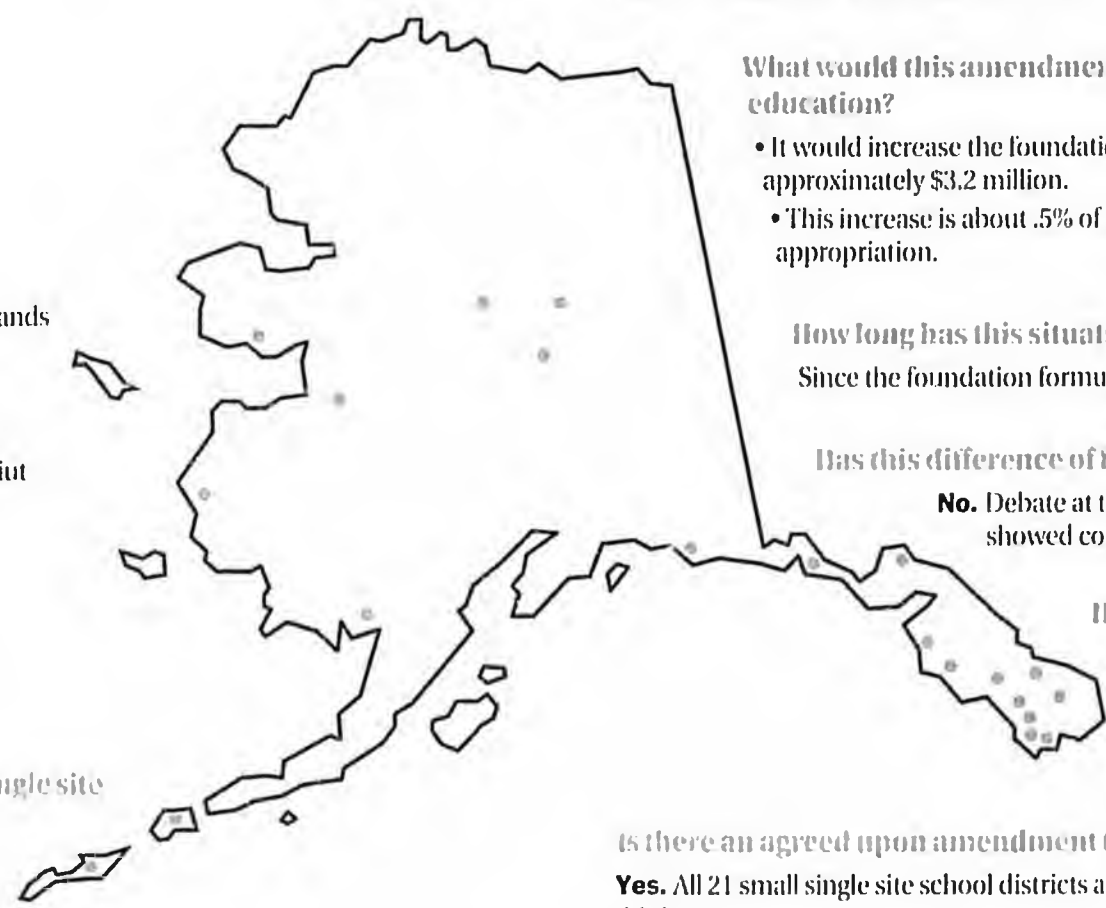 ands
iut
ngle site
What would this amendmen
education?
• It would increase the foundatio
approximately $3.2 million.
• This increase is about .5% of
appropriation.
How long has this situat
Since the foundation formu
Has this difference of
No. Debate at t
showed co
Is there an agreed upon amendment
Yes. All 21 small single site school districts a